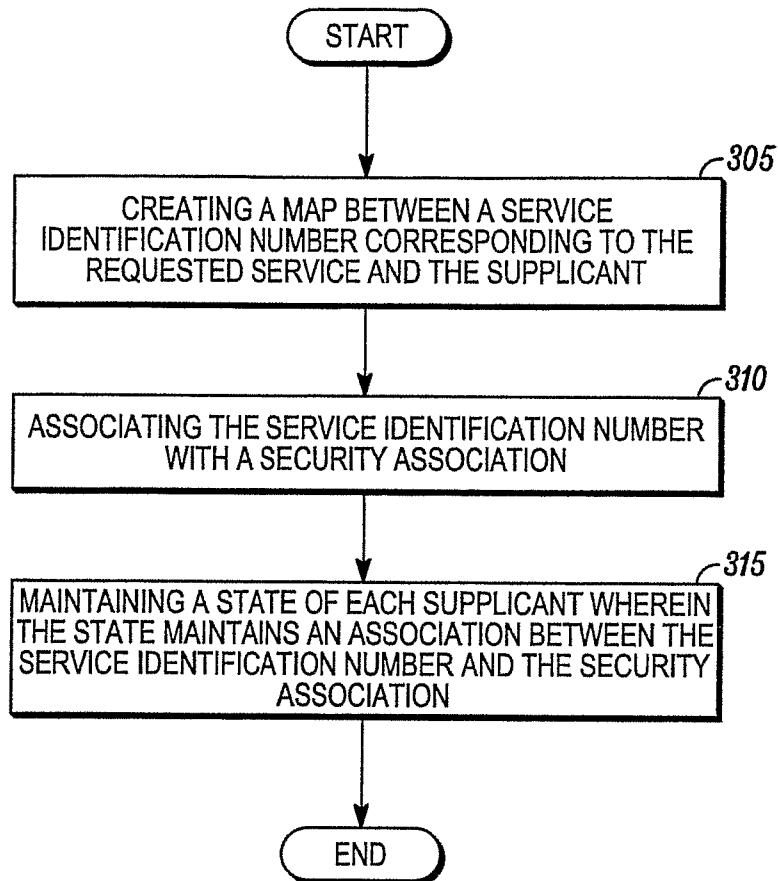 START
305
CREATING A MAP BETWEEN A SERVICE
IDENTIFICATION NUMBER CORRESPONDING TO THE
REQUESTED SERVICE AND THE SUPPLICANT
310
ASSOCIATING THE SERVICE IDENTIFICATION NUMBER
WITH A SECURITY ASSOCIATION
315
MAINTAINING A STATE OF EACH SUPPLICANT WHEREIN
THE STATE MAINTAINS AN ASSOCIATION BETWEEN THE
SERVICE IDENTIFICATION NUMBER AND THE SECURITY
ASSOCIATION
END